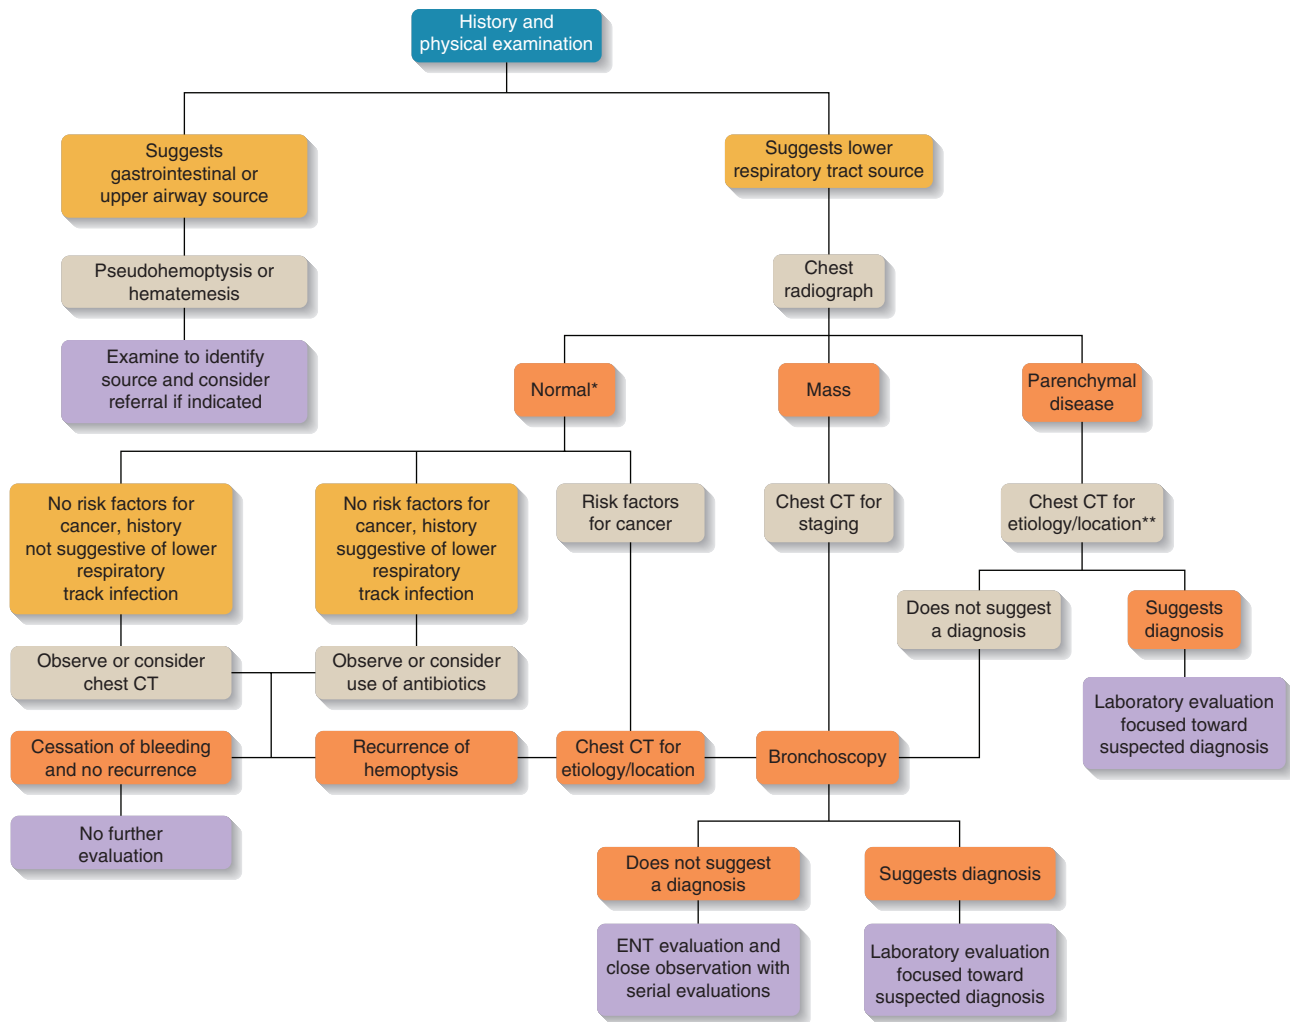 History and
physical examination
Suggests
gastrointestinal or
upper airway source
Suggests lower
respiratory tract source
Pseudohemoptysis or
hematemesis
Chest
radiograph
Examine to identify
source and consider
referral if indicated
Normal*
Mass
Parenchymal
disease
No risk factors for
cancer, history
not suggestive of lower
respiratory
track infection
No risk factors for
cancer, history
suggestive of lower
respiratory
track infection
Risk factors
for cancer
Chest CT for
staging
Chest CT for
etiology/location**
Does not suggest
a diagnosis
Suggests
diagnosis
Observe or consider
chest CT
Observe or consider
use of antibiotics
Laboratory evaluation
focused toward
suspected diagnosis
Cessation of bleeding
and no recurrence
Recurrence of
hemoptysis
Chest CT for
etiology/location
Bronchoscopy
No further
evaluation
Does not suggest
a diagnosis
Suggests diagnosis
ENT evaluation and
close observation with
serial evaluations
Laboratory evaluation
focused toward
suspected diagnosis